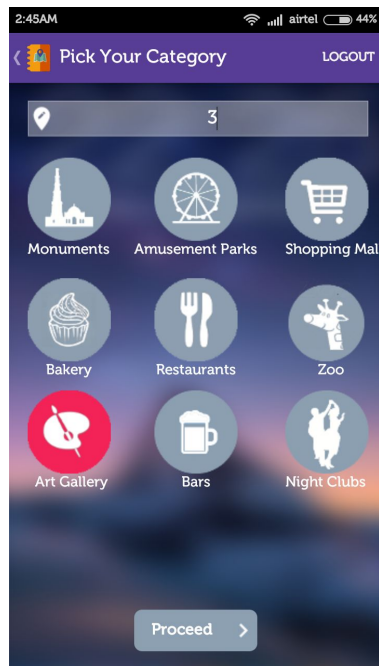 2:45AM airtel 44%
Pick Your Category LOGOUT
3
Monuments Amusement Parks Shopping Mal
Bakery Restaurants Zoo
Art Gallery Bars Night Clubs
Proceed